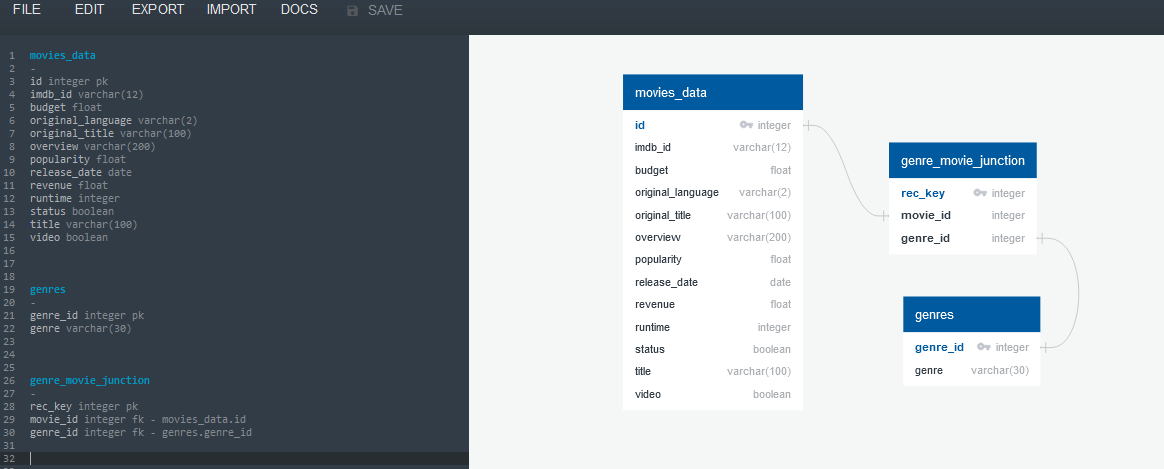 FILE EDIT EXPORT IMPORT DOCS SAVE
1 movies_data
2 -
3 id integer pk
4 imdb_id varchar(12)
5 budget float
6 original_language varchar(2)
7 original_title varchar(100)
8 overview varchar(200)
9 popularity float
10 release_date date
11 revenue float
12 runtime integer
13 status boolean
14 title varchar(100)
15 video boolean
16
17
18
19 genres
20 -
21 genre_id integer pk
22 genre varchar(30)
23
24
25
26 genre_movie_junction
27 -
28 rec_key integer pk
29 movie_id integer fk - movies_data.id
30 genre_id integer fk - genres.genre_id
31
32
movies_data
id integer
imdb_id varchar(12)
budget float
original_language varchar(2)
original_title varchar(100)
overview varchar(200)
popularity float
release_date date
revenue float
runtime integer
status boolean
title varchar(100)
video boolean
genre_movie_junction
rec_key integer
movie_id integer
genre_id integer
genres
genre_id integer
genre varchar(30)